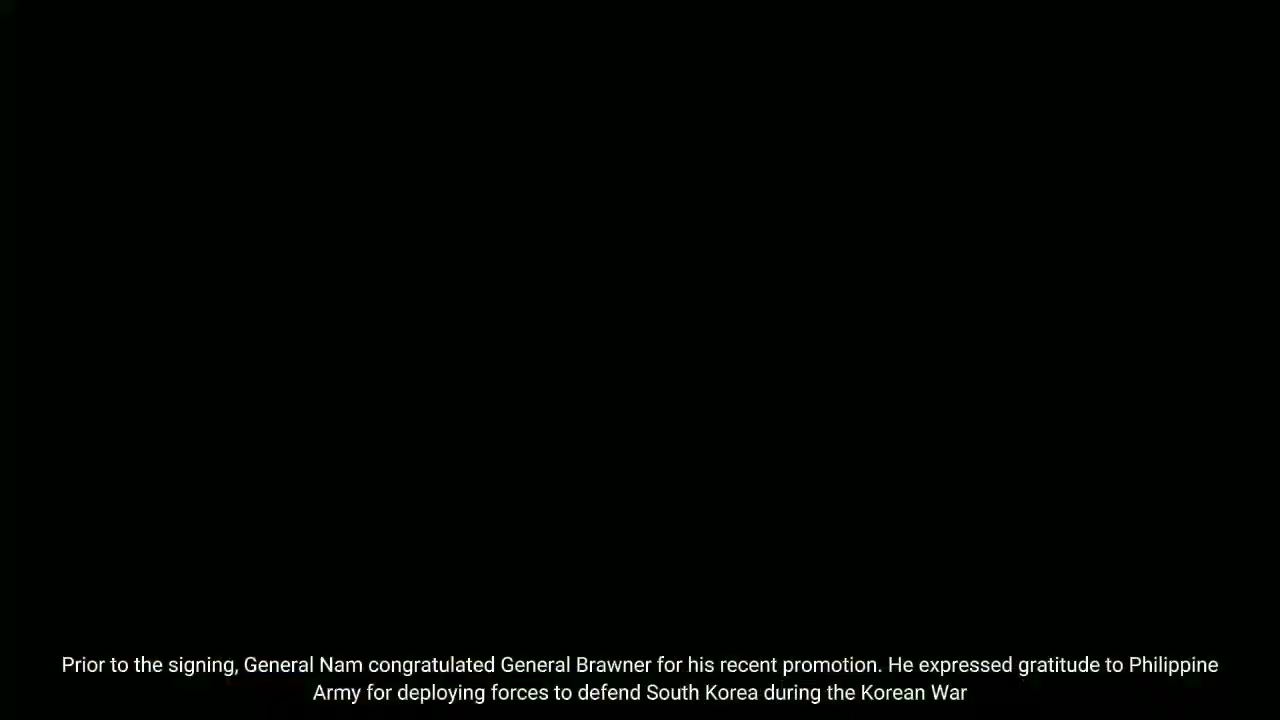 Prior to the signing, General Nam congratulated General Brawner for his recent promotion. He expressed gratitude to Philippine
Army for deploying forces to defend South Korea during the Korean War